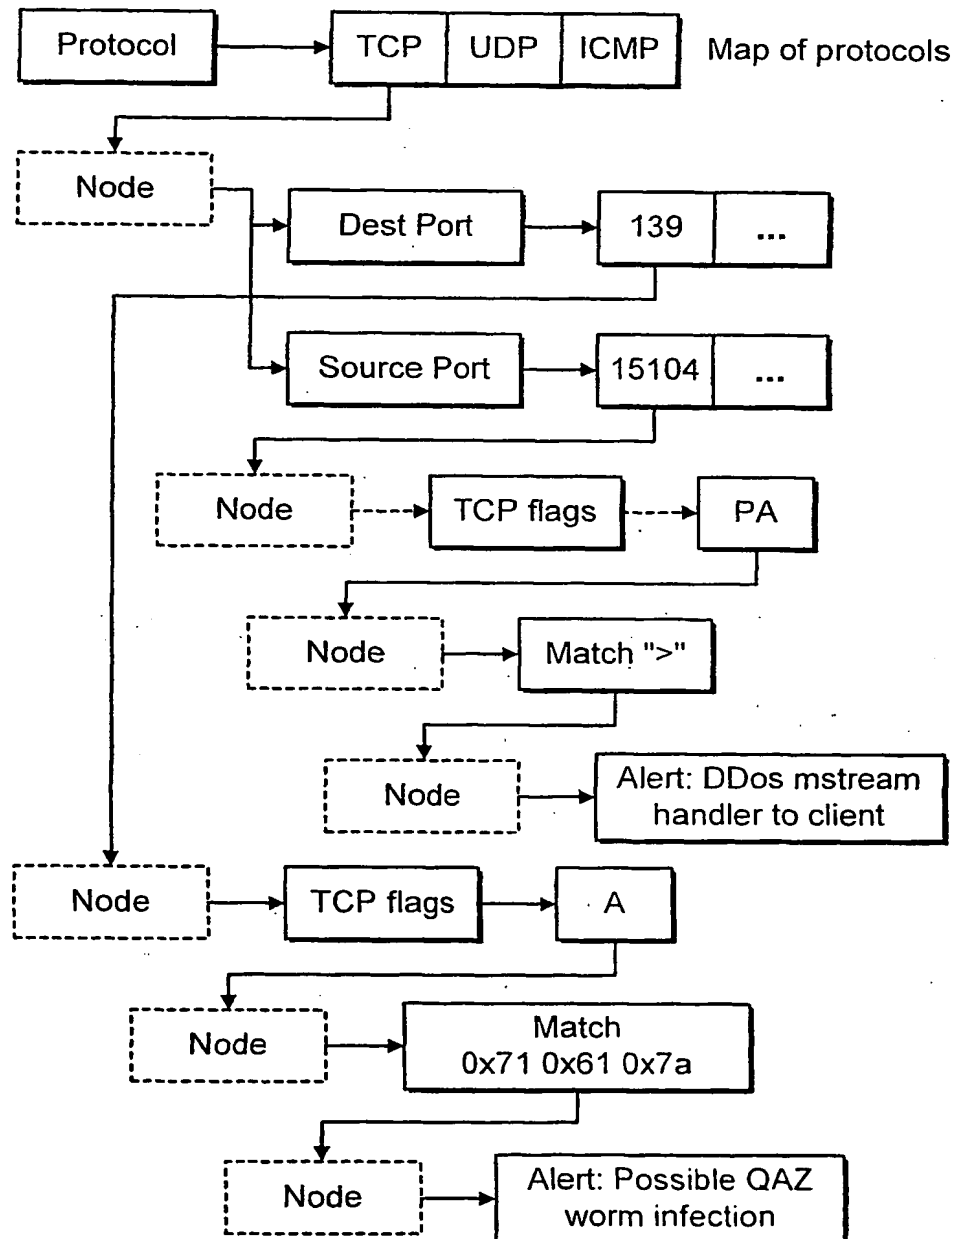 Protocol
TCP UDP ICMP
Map of protocols
Node
Dest Port
139 ...
Source Port
15104 ...
Node
TCP flags
PA
Node
Match ">"
Node
Alert: DDos mstream
handler to client
Node
TCP flags
A
Node
Match
0x71 0x61 0x7a
Node
Alert: Possible QAZ
worm infection